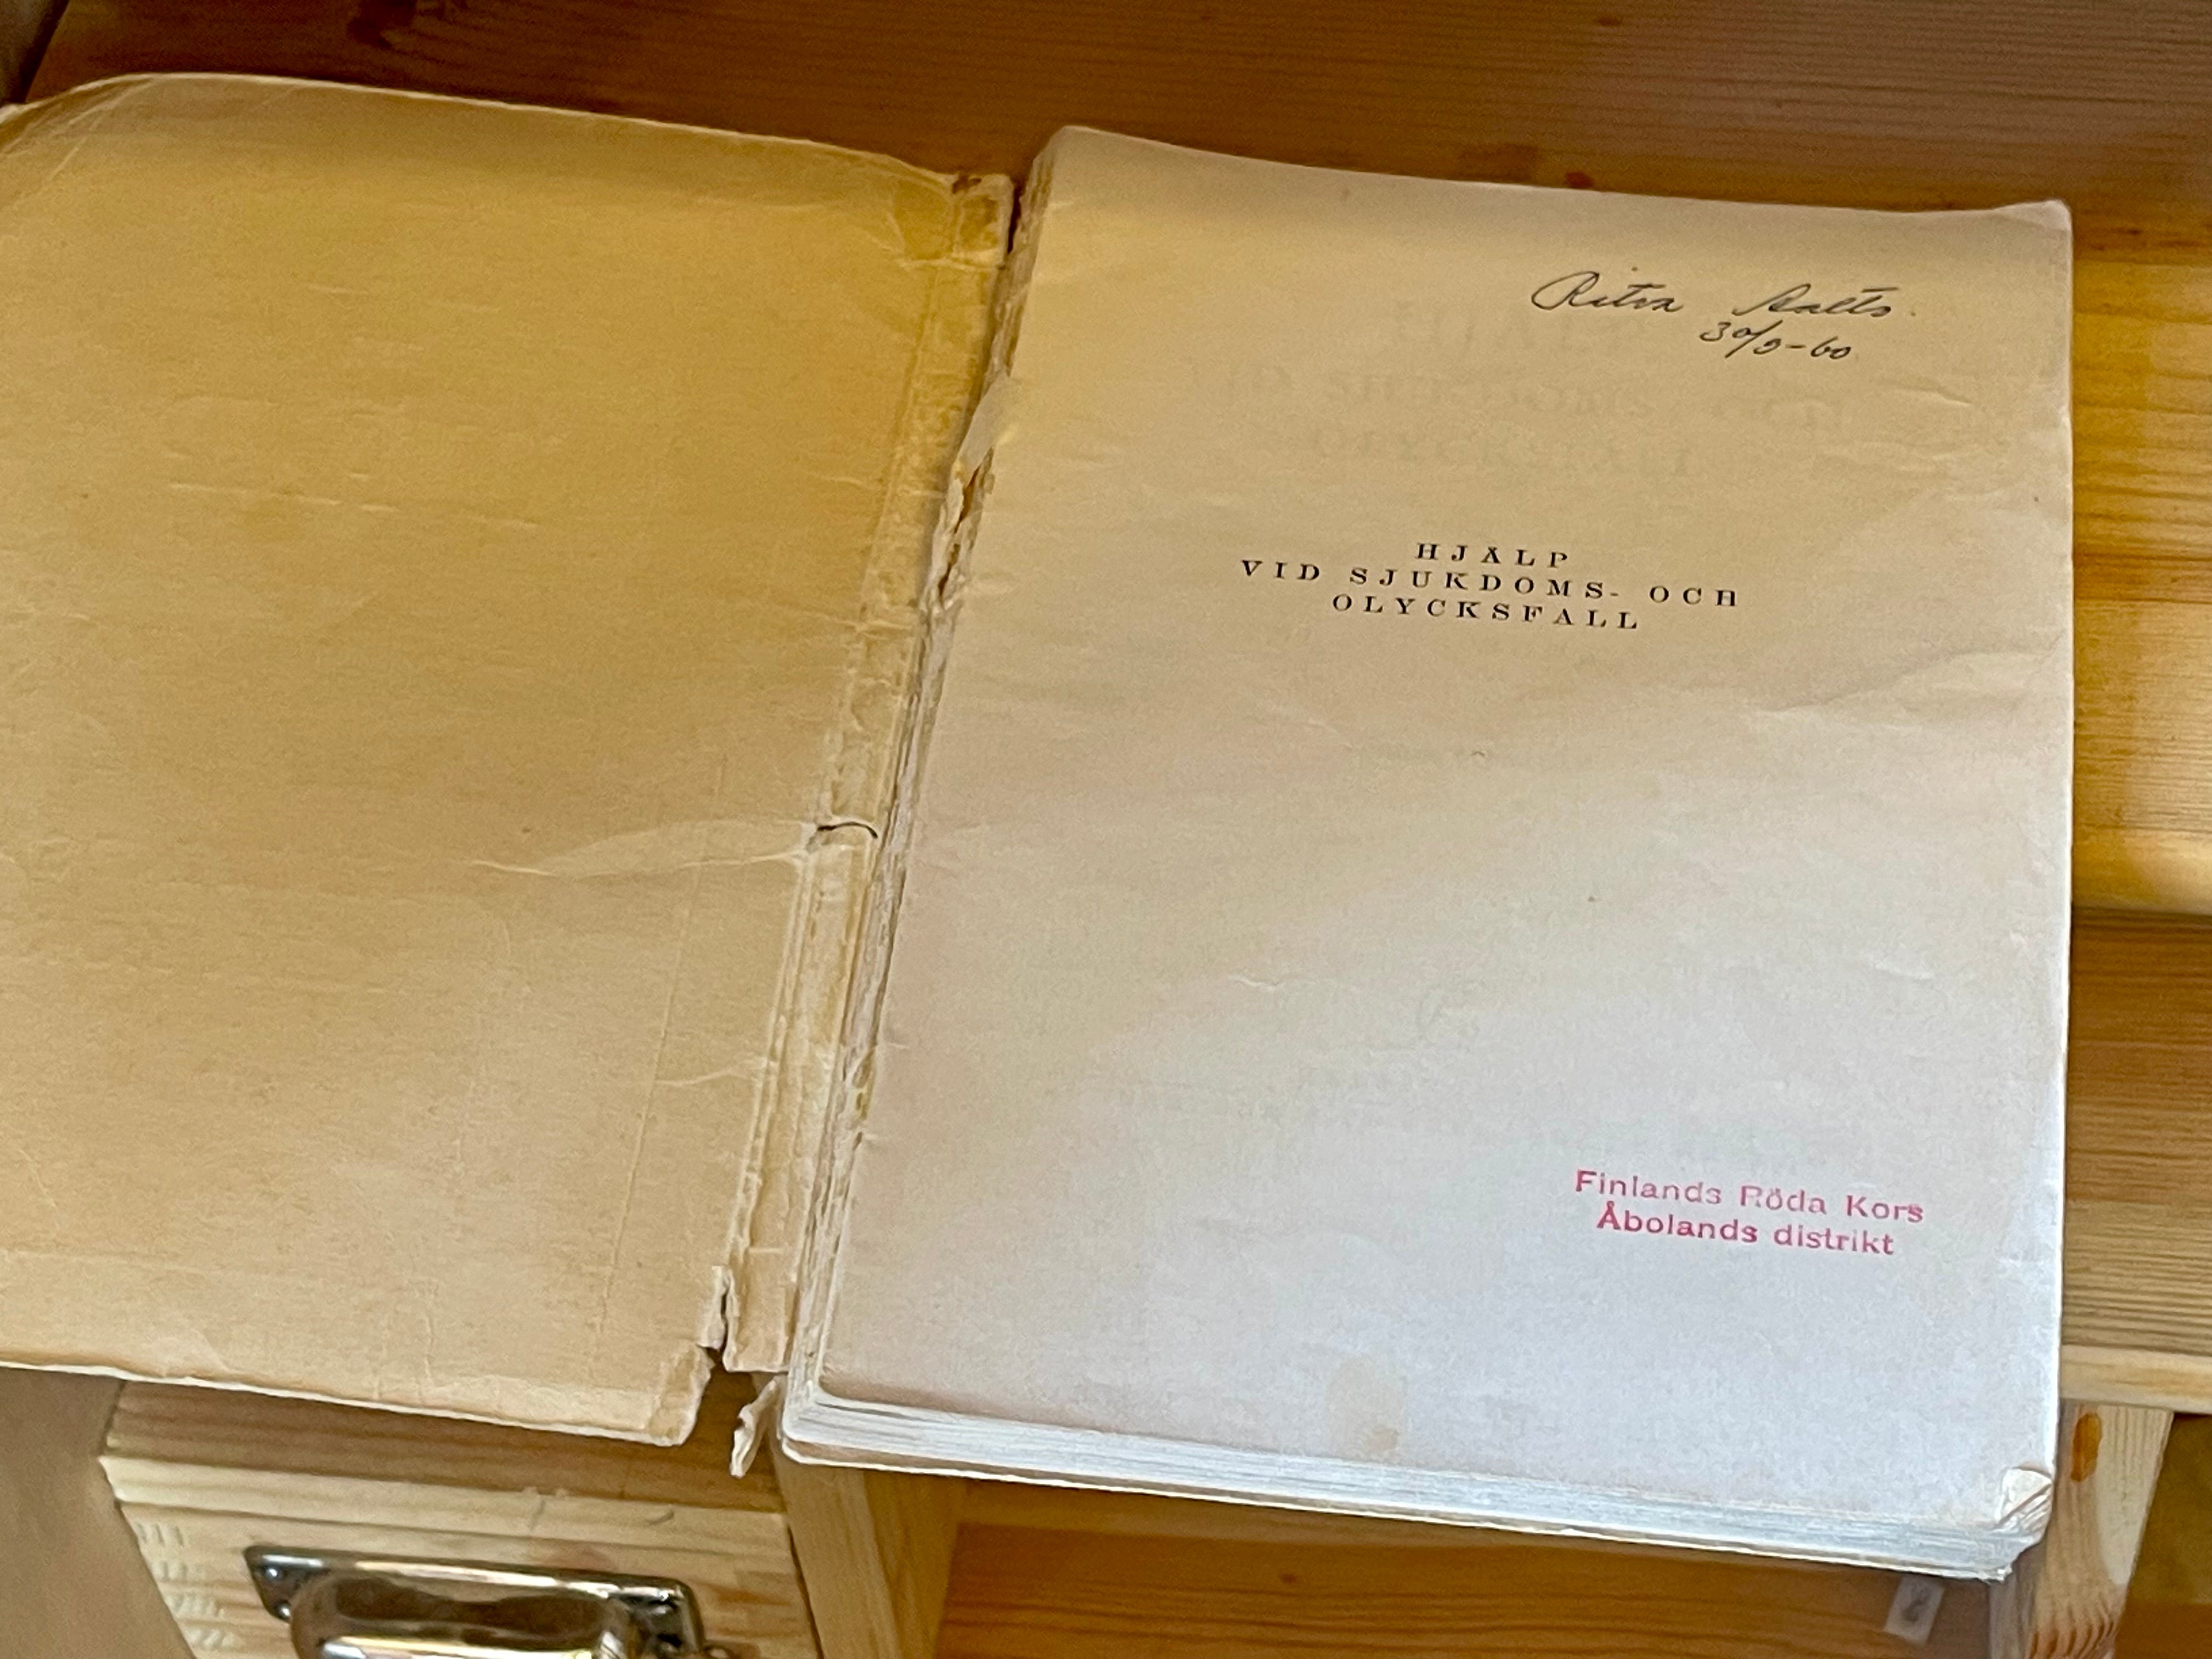 Ritva Aalto.
30/9-60
HJÄLP
VID SJUKDOMS- OCH
OLYCKSFALL
Finlands Röda Kors
Åbolands distrikt